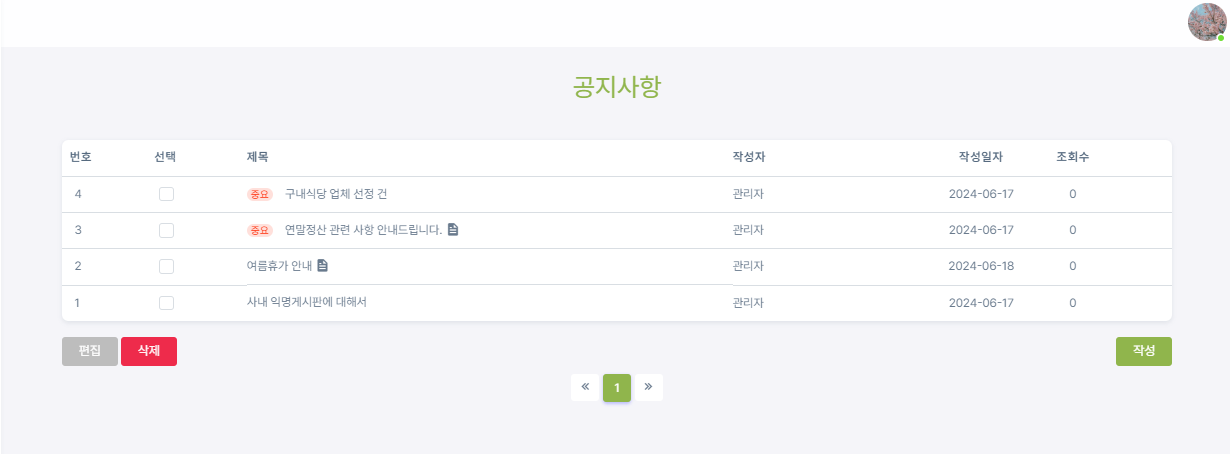 공지사항
번호 선택 제목 작성자 작성일자 조회수
4 중요 구내식당 업체 선정 건 관리자 2024-06-17 0
3 중요 연말정산 관련 사항 안내드립니다. 관리자 2024-06-17 0
2 여름휴가 안내 관리자 2024-06-18 0
1 사내 익명게시판에 대해서 관리자 2024-06-17 0
편집 삭제 작성
« 1 »